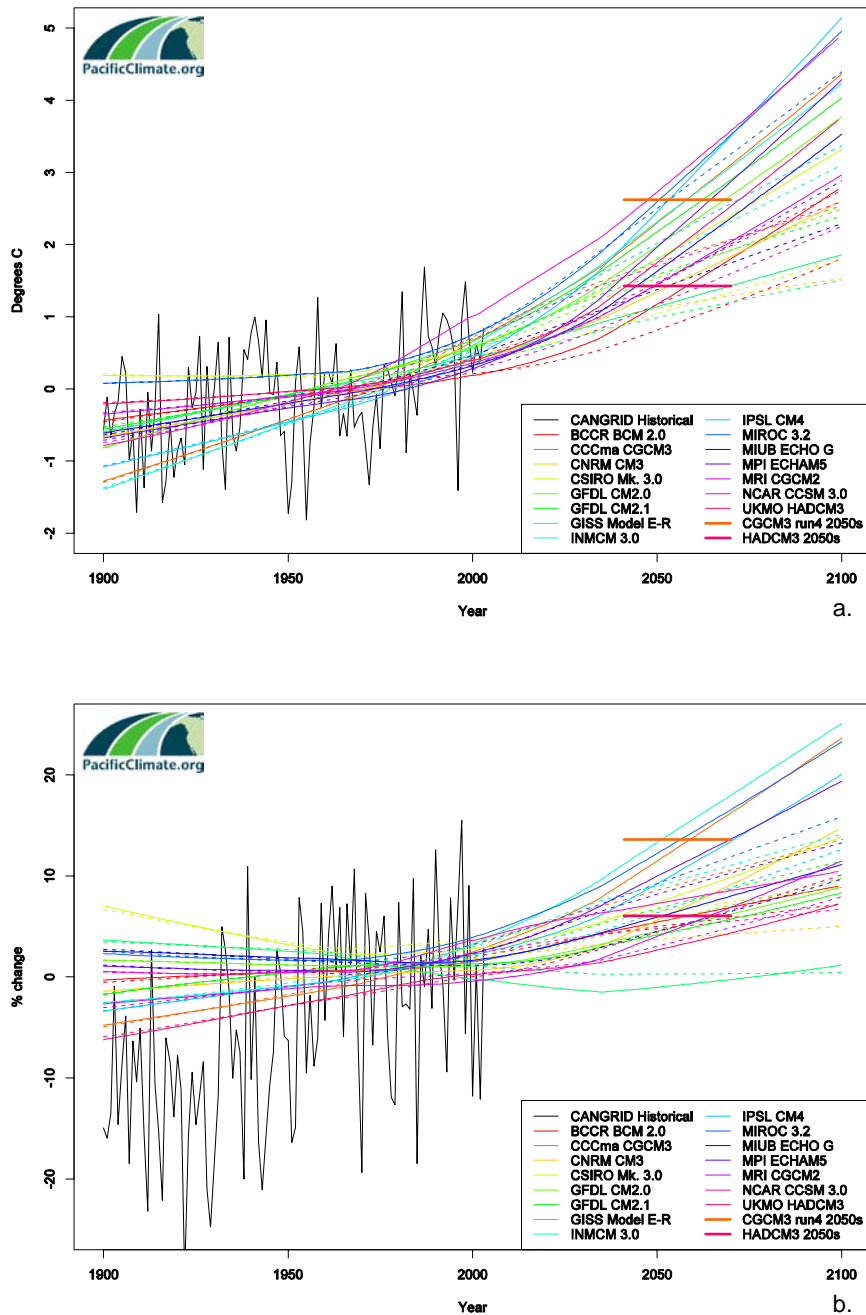 PacificClimate.org
5
4
3
2
1
0
-1
-2
Degrees C
1900
1950
2000
2050
2100
Year
CANGRID Historical
BCCR BCM 2.0
CCCma CGCM3
CNRM CM3
CSIRO Mk. 3.0
GFDL CM2.0
GFDL CM2.1
GISS Model E-R
INMCM 3.0
IPSL CM4
MIROC 3.2
MIUB ECHO G
MPI ECHAM5
MRI CGCM2
NCAR CCSM 3.0
UKMO HADCM3
CGCM3 run4 2050s
HADCM3 2050s
a.
PacificClimate.org
20
10
0
-10
-20
% change
1900
1950
2000
2050
2100
Year
CANGRID Historical
BCCR BCM 2.0
CCCma CGCM3
CNRM CM3
CSIRO Mk. 3.0
GFDL CM2.0
GFDL CM2.1
GISS Model E-R
INMCM 3.0
IPSL CM4
MIROC 3.2
MIUB ECHO G
MPI ECHAM5
MRI CGCM2
NCAR CCSM 3.0
UKMO HADCM3
CGCM3 run4 2050s
HADCM3 2050s
b.